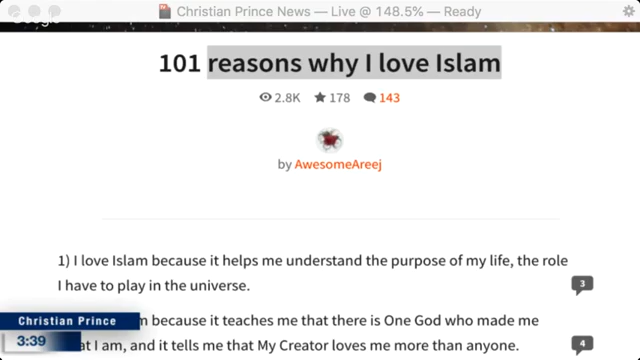 Christian Prince News — Live @ 148.5% — Ready
101 reasons why I love Islam
2.8K 178 143
by AwesomeAreej
1) I love Islam because it helps me understand the purpose of my life, the role
I have to play in the universe.
3
because it teaches me that there is One God who made me
I am, and it tells me that My Creator loves me more than anyone.
4
Christian Prince
3:39